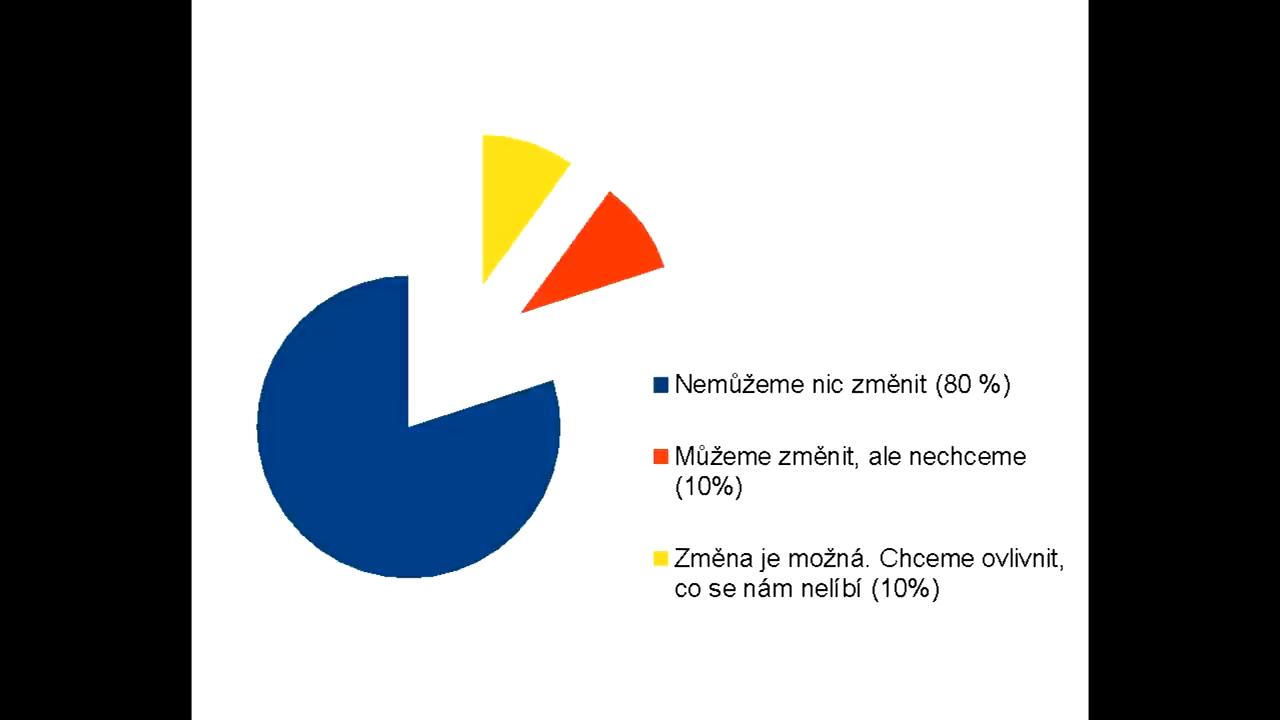 Nemůžeme nic změnit (80 %)
Můžeme změnit, ale nechceme
(10%)
Změna je možná. Chceme ovlivnit,
co se nám nelíbí (10%)